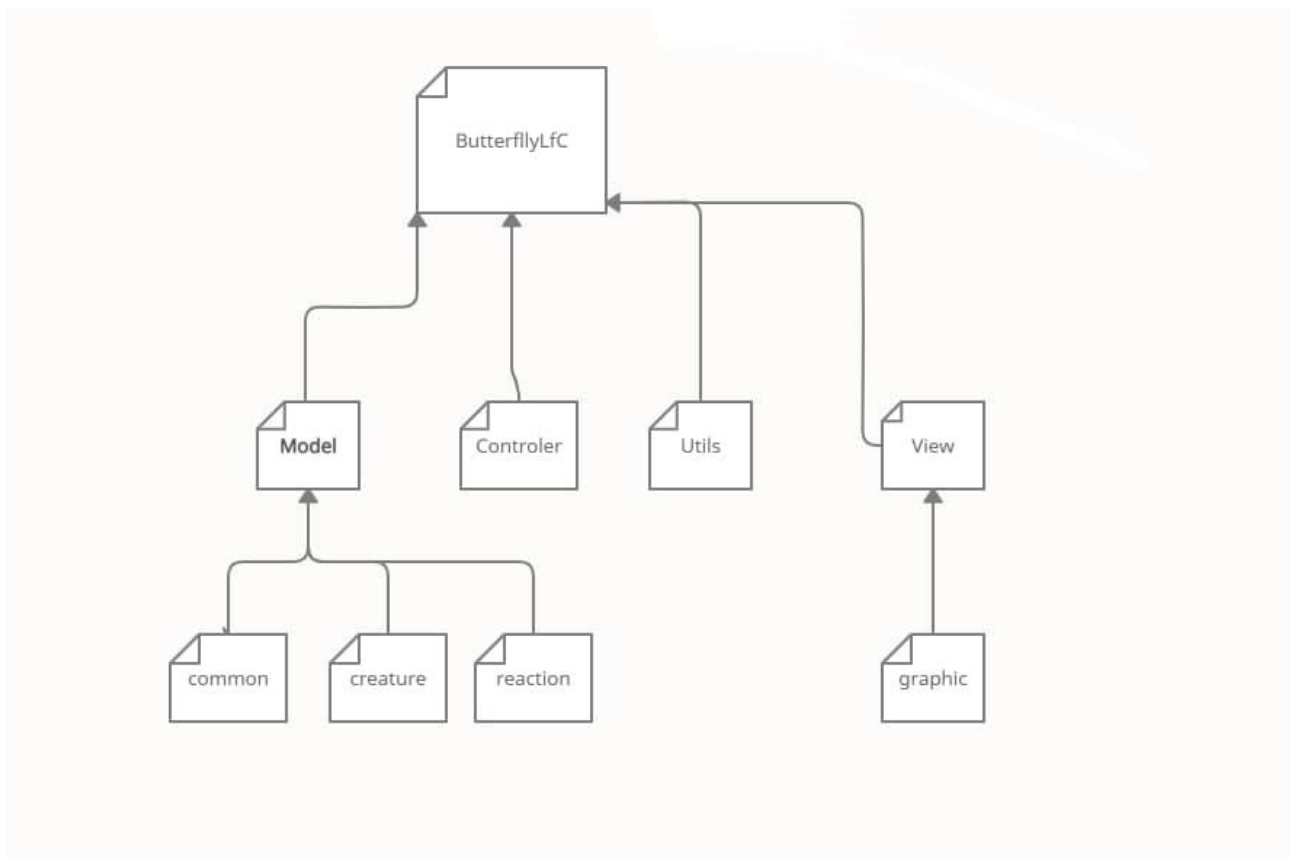 ButterfllyLfC
Model
Controler
Utils
View
common
creature
reaction
graphic